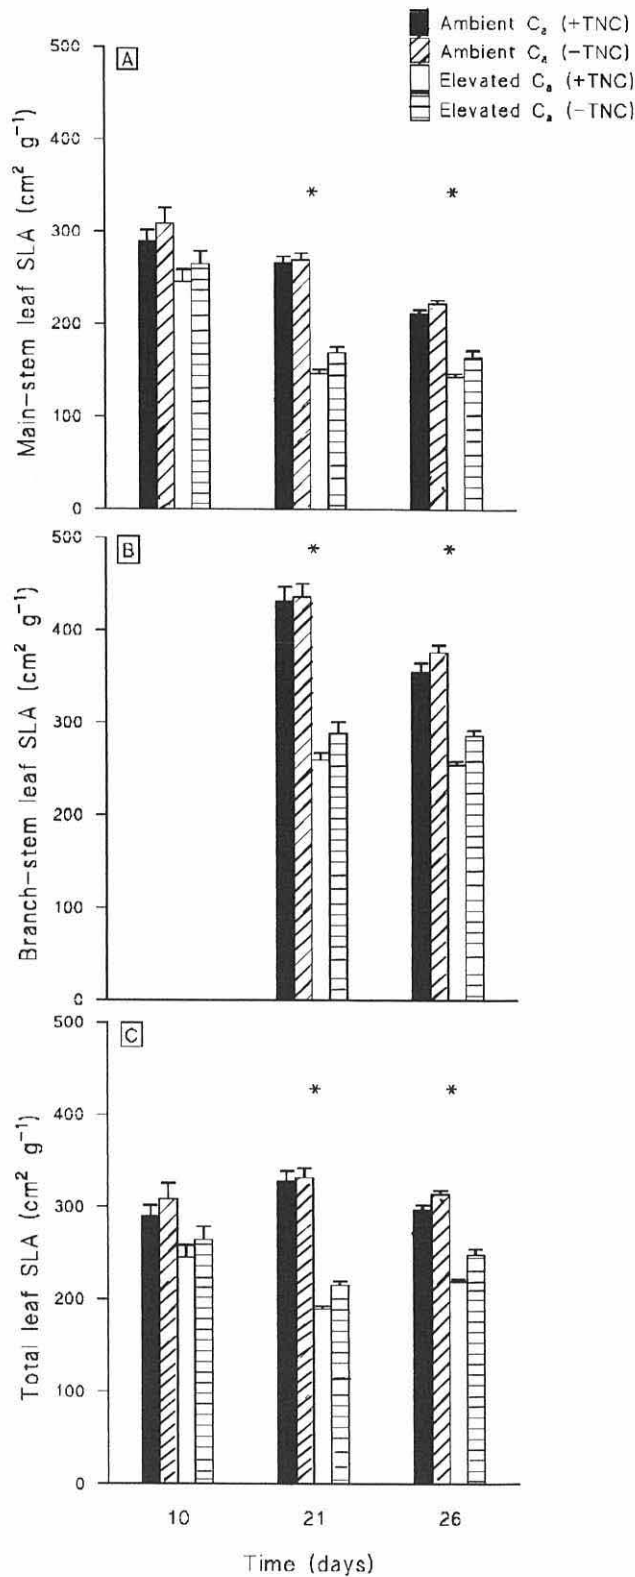 Ambient Cₐ (+TNC)
Ambient Cₐ (−TNC)
Elevated Cₐ (+TNC)
Elevated Cₐ (−TNC)
A
500
400
300
200
100
0
Main−stem leaf SLA (cm² g⁻¹)
*
*
B
500
400
300
200
100
0
Branch−stem leaf SLA (cm² g⁻¹)
*
*
C
500
400
300
200
100
0
Total leaf SLA (cm² g⁻¹)
*
*
10 21 26
Time (days)